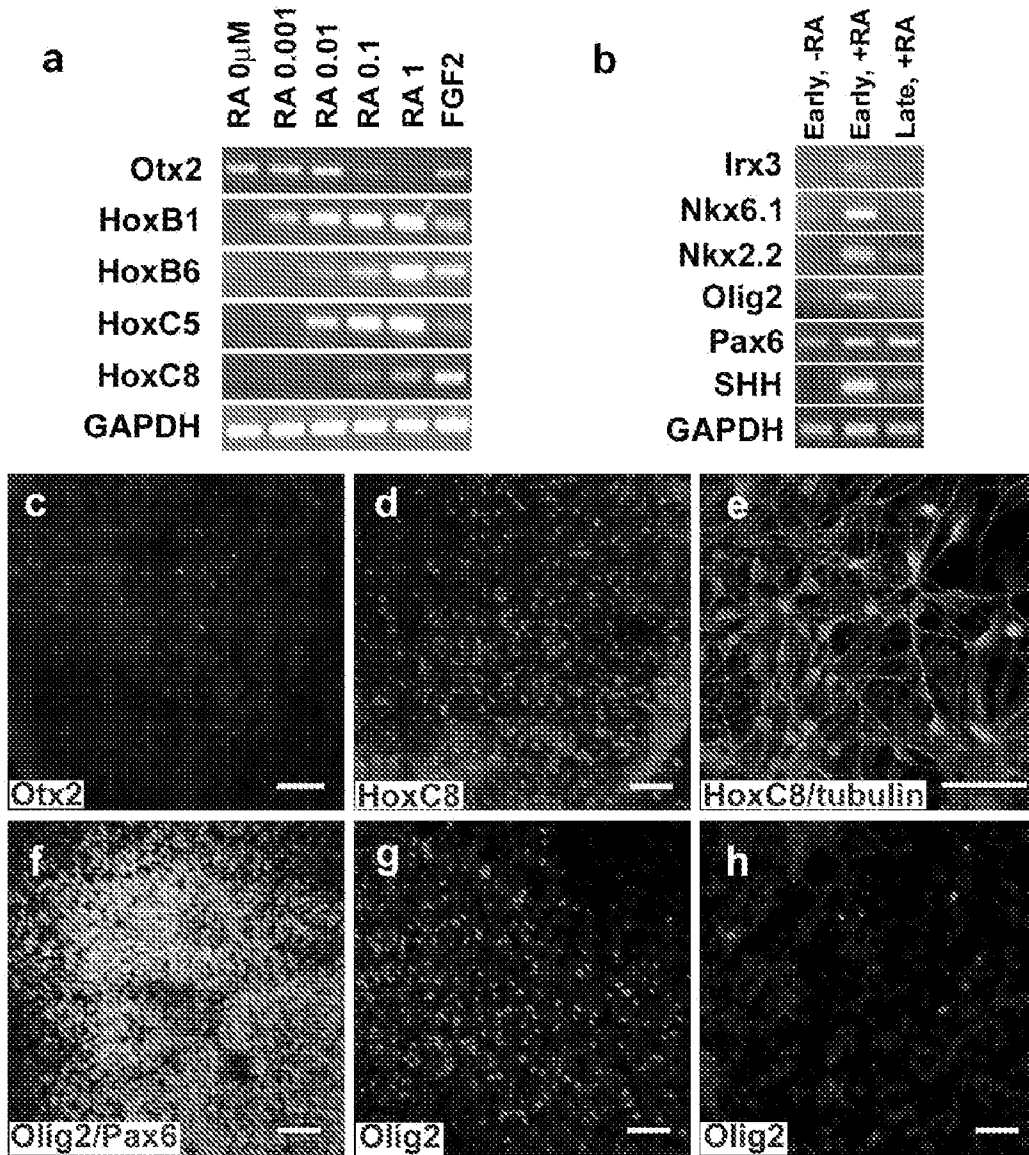 a
RA 0µM
RA 0.001
RA 0.01
RA 0.1
RA 1
FGF2
Otx2
HoxB1
HoxB6
HoxC5
HoxC8
GAPDH
b
Early, -RA
Early, +RA
Late, +RA
Irx3
Nkx6.1
Nkx2.2
Olig2
Pax6
SHH
GAPDH
c
Otx2
d
HoxC8
e
HoxC8/tubulin
f
Olig2/Pax6
g
Olig2
h
Olig2